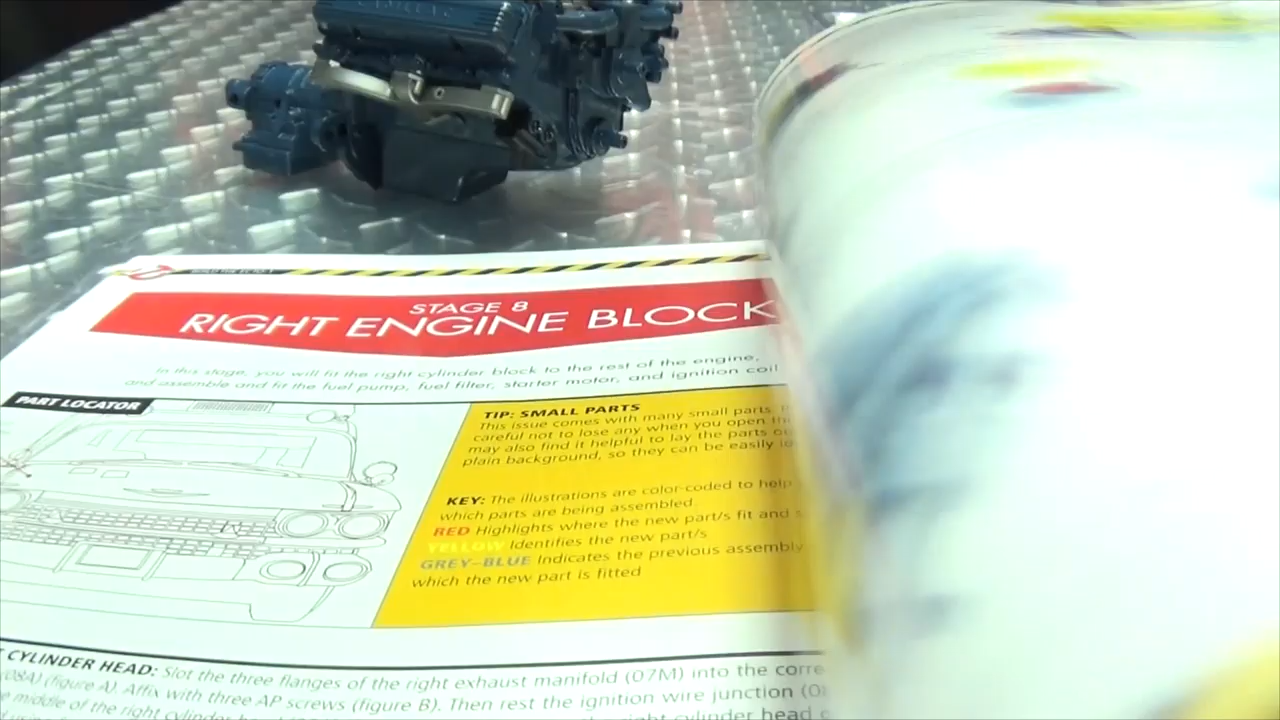 BUILD THE ECTO-1
STAGE 8
RIGHT ENGINE BLOCK
In this stage, you will fit the right cylinder block to the rest of the engine,
and assemble and fit the fuel pump, fuel filter, starter motor, and ignition coil
PART LOCATOR
TIP: SMALL PARTS
This issue comes with many small parts.
careful not to lose any when you open
may also find it helpful to lay the parts
plain background, so they can be easily
KEY: The illustrations are color-coded to help
which parts are being assembled
RED Highlights where the new part/s fit and
YELLOW Identifies the new part/s
GREY-BLUE Indicates the previous assembly
which the new part is fitted
CYLINDER HEAD: Slot the three flanges of the right exhaust manifold (07M) into the
(08A) (figure A). Affix with three AP screws (figure B). Then rest the ignition wire junction
middle of the right cylinder
right cylinder head